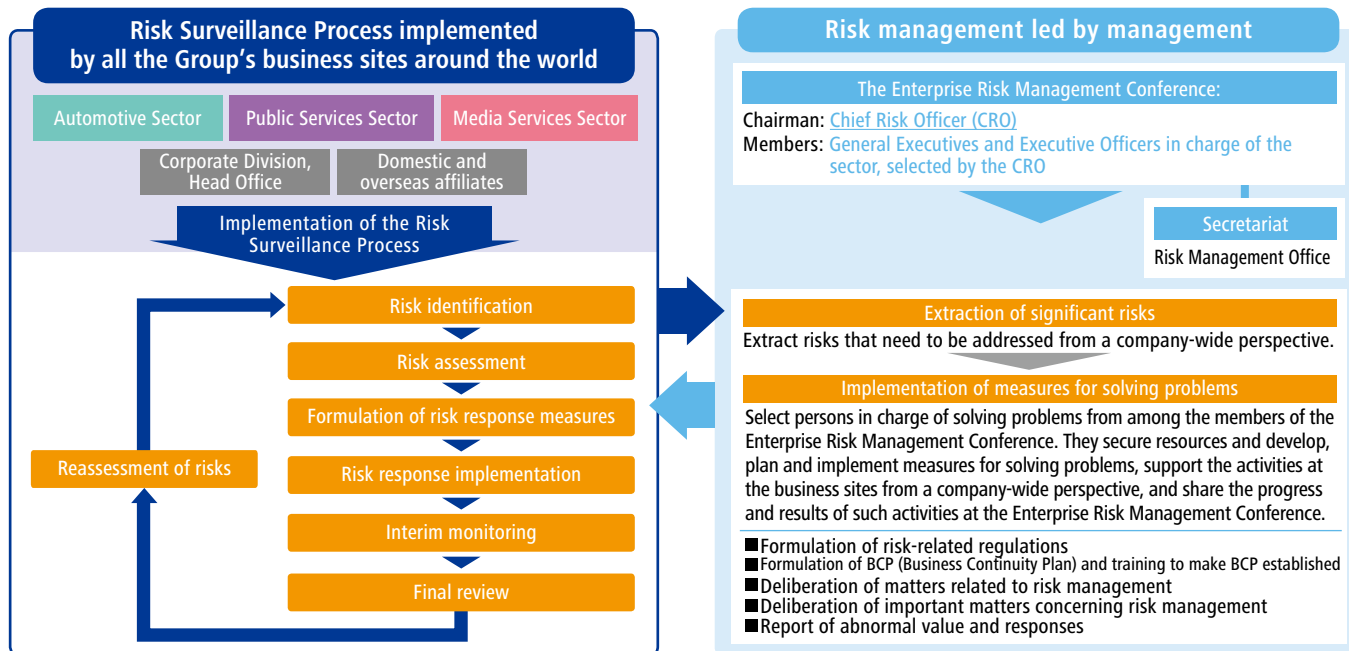 Risk Surveillance Process implemented
by all the Group's business sites around the world
Automotive Sector
Public Services Sector
Media Services Sector
Corporate Division,
Head Office
Domestic and
overseas affiliates
Implementation of the Risk
Surveillance Process
Risk identification
Risk assessment
Formulation of risk response measures
Risk response implementation
Interim monitoring
Final review
Reassessment of risks
Risk management led by management
The Enterprise Risk Management Conference:
Chairman: Chief Risk Officer (CRO)
Members: General Executives and Executive Officers in charge of the
sector, selected by the CRO
Secretariat
Risk Management Office
Extraction of significant risks
Extract risks that need to be addressed from a company-wide perspective.
Implementation of measures for solving problems
Select persons in charge of solving problems from among the members of the
Enterprise Risk Management Conference. They secure resources and develop,
plan and implement measures for solving problems, support the activities at
the business sites from a company-wide perspective, and share the progress
and results of such activities at the Enterprise Risk Management Conference.
■Formulation of risk-related regulations
■Formulation of BCP (Business Continuity Plan) and training to make BCP established
■Deliberation of matters related to risk management
■Deliberation of important matters concerning risk management
■Report of abnormal value and responses